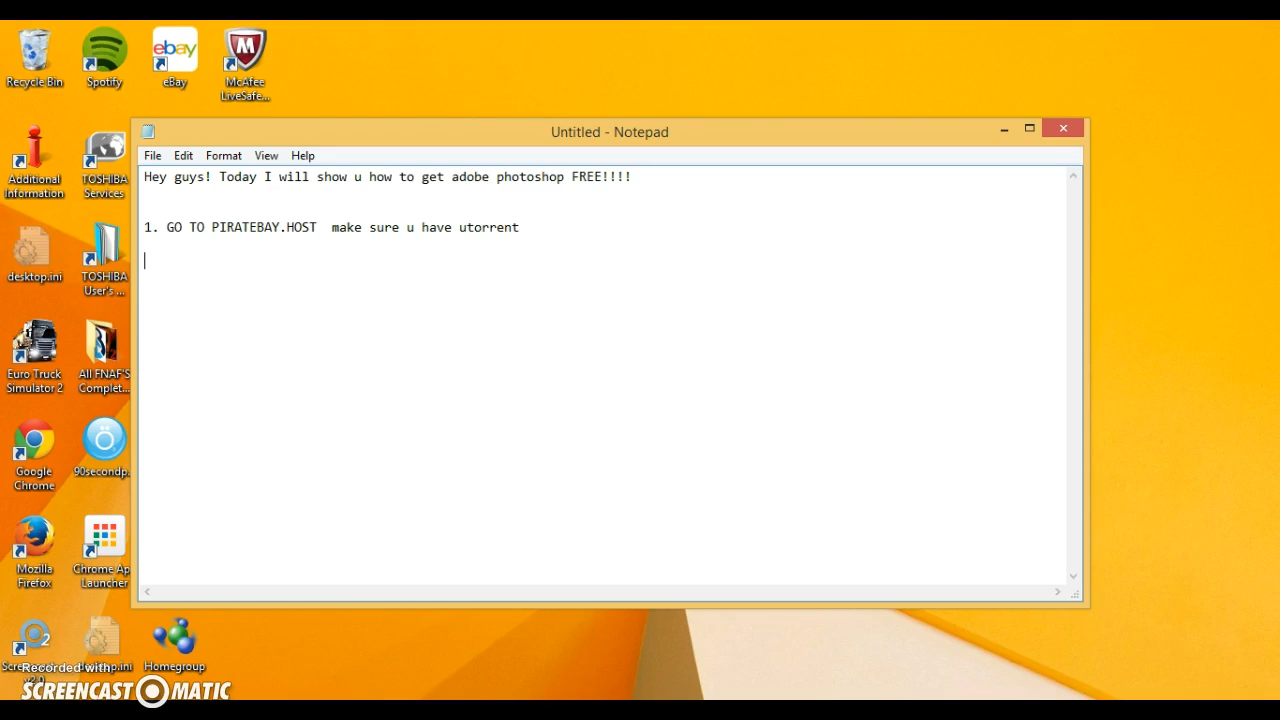 Recycle Bin
Spotify
ebay
eBay
McAfee
LiveSafe...
Additional
Information
TOSHIBA
Services
desktop.ini
TOSHIBA
User's ...
Euro Truck
Simulator 2
All FNAF'S
Complet...
Google
Chrome
90secondp.
Mozilla
Firefox
Chrome Ap
Launcher
Homegroup
Untitled - Notepad
File Edit Format View Help
Hey guys! Today I will show u how to get adobe photoshop FREE!!!!
1. GO TO PIRATEBAY.HOST make sure u have utorrent
Recorded with
SCREENCAST O MATIC